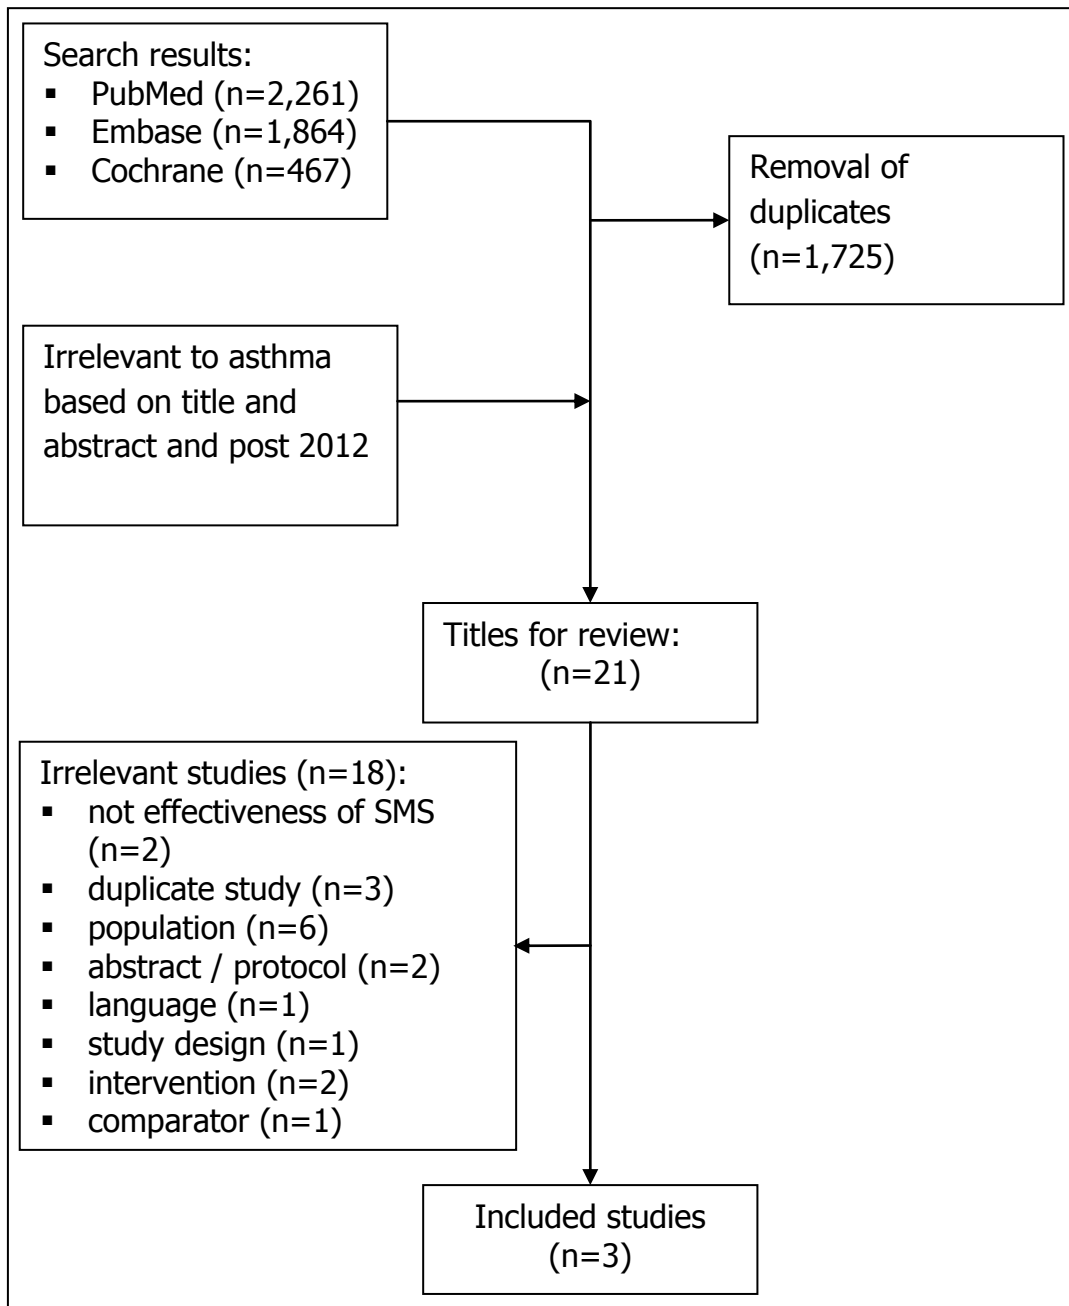 Search results:
▪ PubMed (n=2,261)
▪ Embase (n=1,864)
▪ Cochrane (n=467)
Removal of
duplicates
(n=1,725)
Irrelevant to asthma
based on title and
abstract and post 2012
Titles for review:
(n=21)
Irrelevant studies (n=18):
▪ not effectiveness of SMS
(n=2)
▪ duplicate study (n=3)
▪ population (n=6)
▪ abstract / protocol (n=2)
▪ language (n=1)
▪ study design (n=1)
▪ intervention (n=2)
▪ comparator (n=1)
Included studies
(n=3)